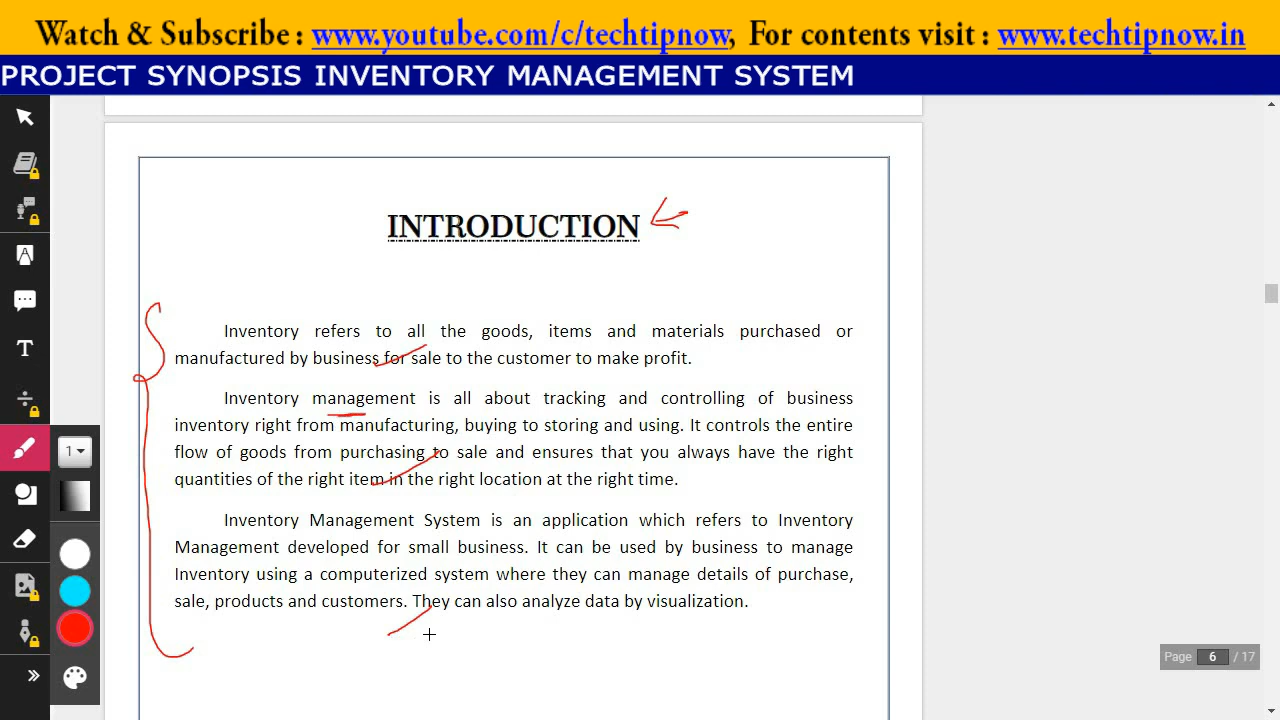 Watch & Subscribe : www.youtube.com/c/techtipnow, For contents visit : www.techtipnow.in
PROJECT SYNOPSIS INVENTORY MANAGEMENT SYSTEM
INTRODUCTION
Inventory refers to all the goods, items and materials purchased or
manufactured by business for sale to the customer to make profit.
Inventory management is all about tracking and controlling of business
inventory right from manufacturing, buying to storing and using. It controls the entire
flow of goods from purchasing to sale and ensures that you always have the right
quantities of the right item in the right location at the right time.
Inventory Management System is an application which refers to Inventory
Management developed for small business. It can be used by business to manage
Inventory using a computerized system where they can manage details of purchase,
sale, products and customers. They can also analyze data by visualization.
1
Page 6 / 17